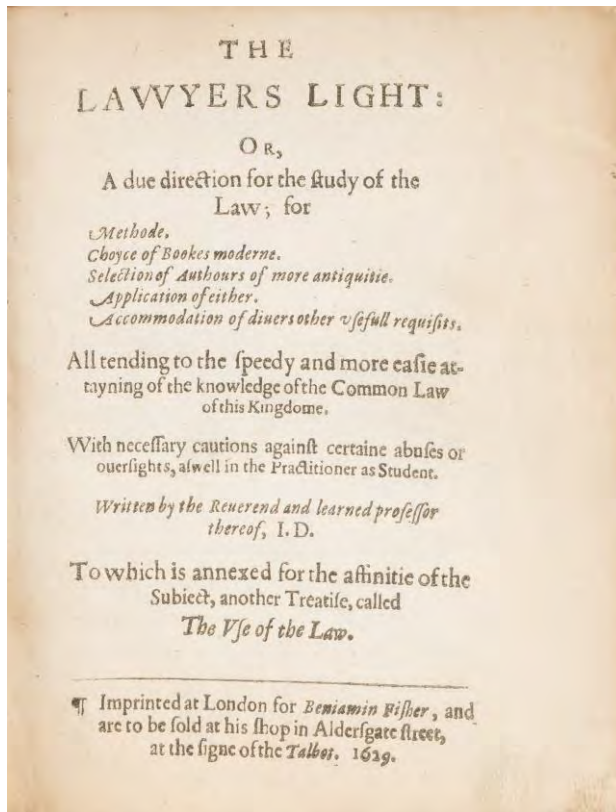 THE
LAVVYERS LIGHT:
OR,
A due direction for the ſtudy of the
Law; for
Methode.
Choyce of Bookes moderne.
Selection of Authours of more antiquitie.
Application of either.
Accommodation of diuers other vſefull requiſits.
All tending to the ſpeedy and more eaſie at-
tayning of the knowledge of the Common Law
of this Kingdome.
With neceſſary cautions againſt certaine abuſes or
ouerſights, aſwell in the Practitioner as Student.
Written by the Reuerend and learned profeſſor
thereof, I. D.
To which is annexed for the affinitie of the
Subiect, another Treatiſe, called
The Vſe of the Law.
¶ Imprinted at London for Beniamin Fiſher, and
are to be ſold at his ſhop in Alderſgate ſtreet,
at the ſigne of the Talbot. 1629.